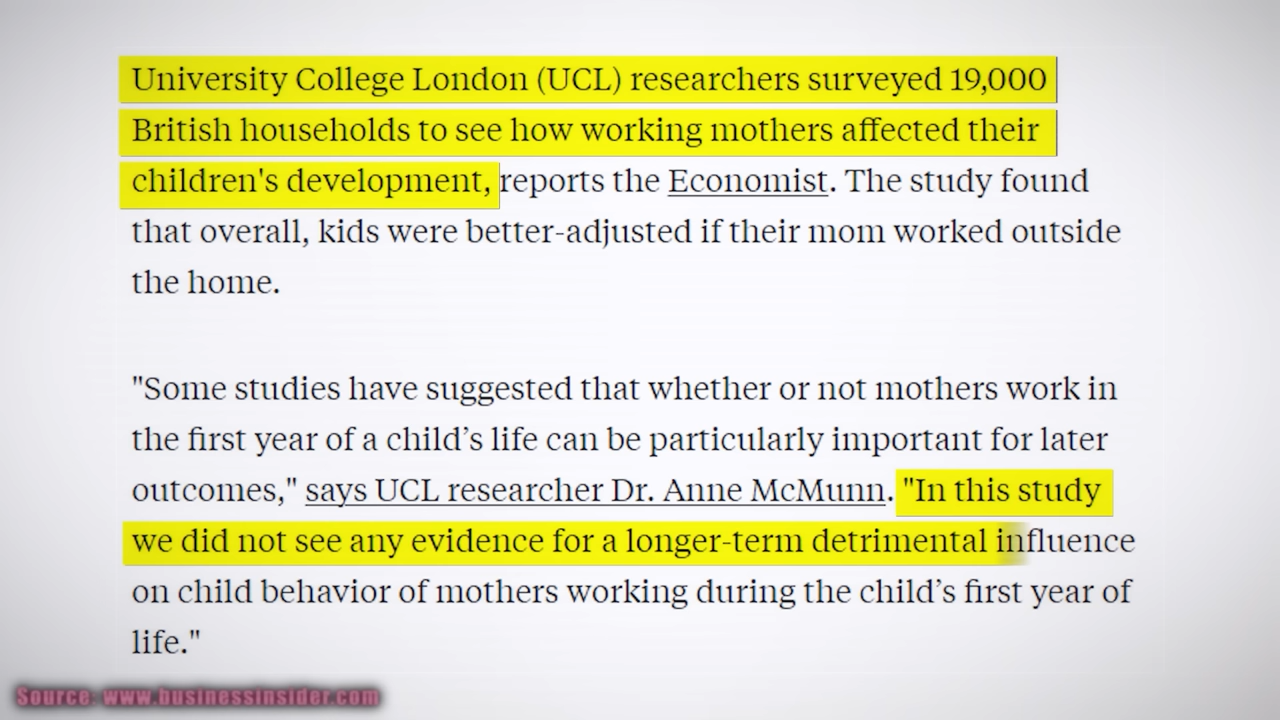 University College London (UCL) researchers surveyed 19,000
British households to see how working mothers affected their
children's development, reports the Economist. The study found
that overall, kids were better-adjusted if their mom worked outside
the home.
"Some studies have suggested that whether or not mothers work in
the first year of a child’s life can be particularly important for later
outcomes," says UCL researcher Dr. Anne McMunn. "In this study
we did not see any evidence for a longer-term detrimental influence
on child behavior of mothers working during the child’s first year of
life."
Source: www.businessinsider.com